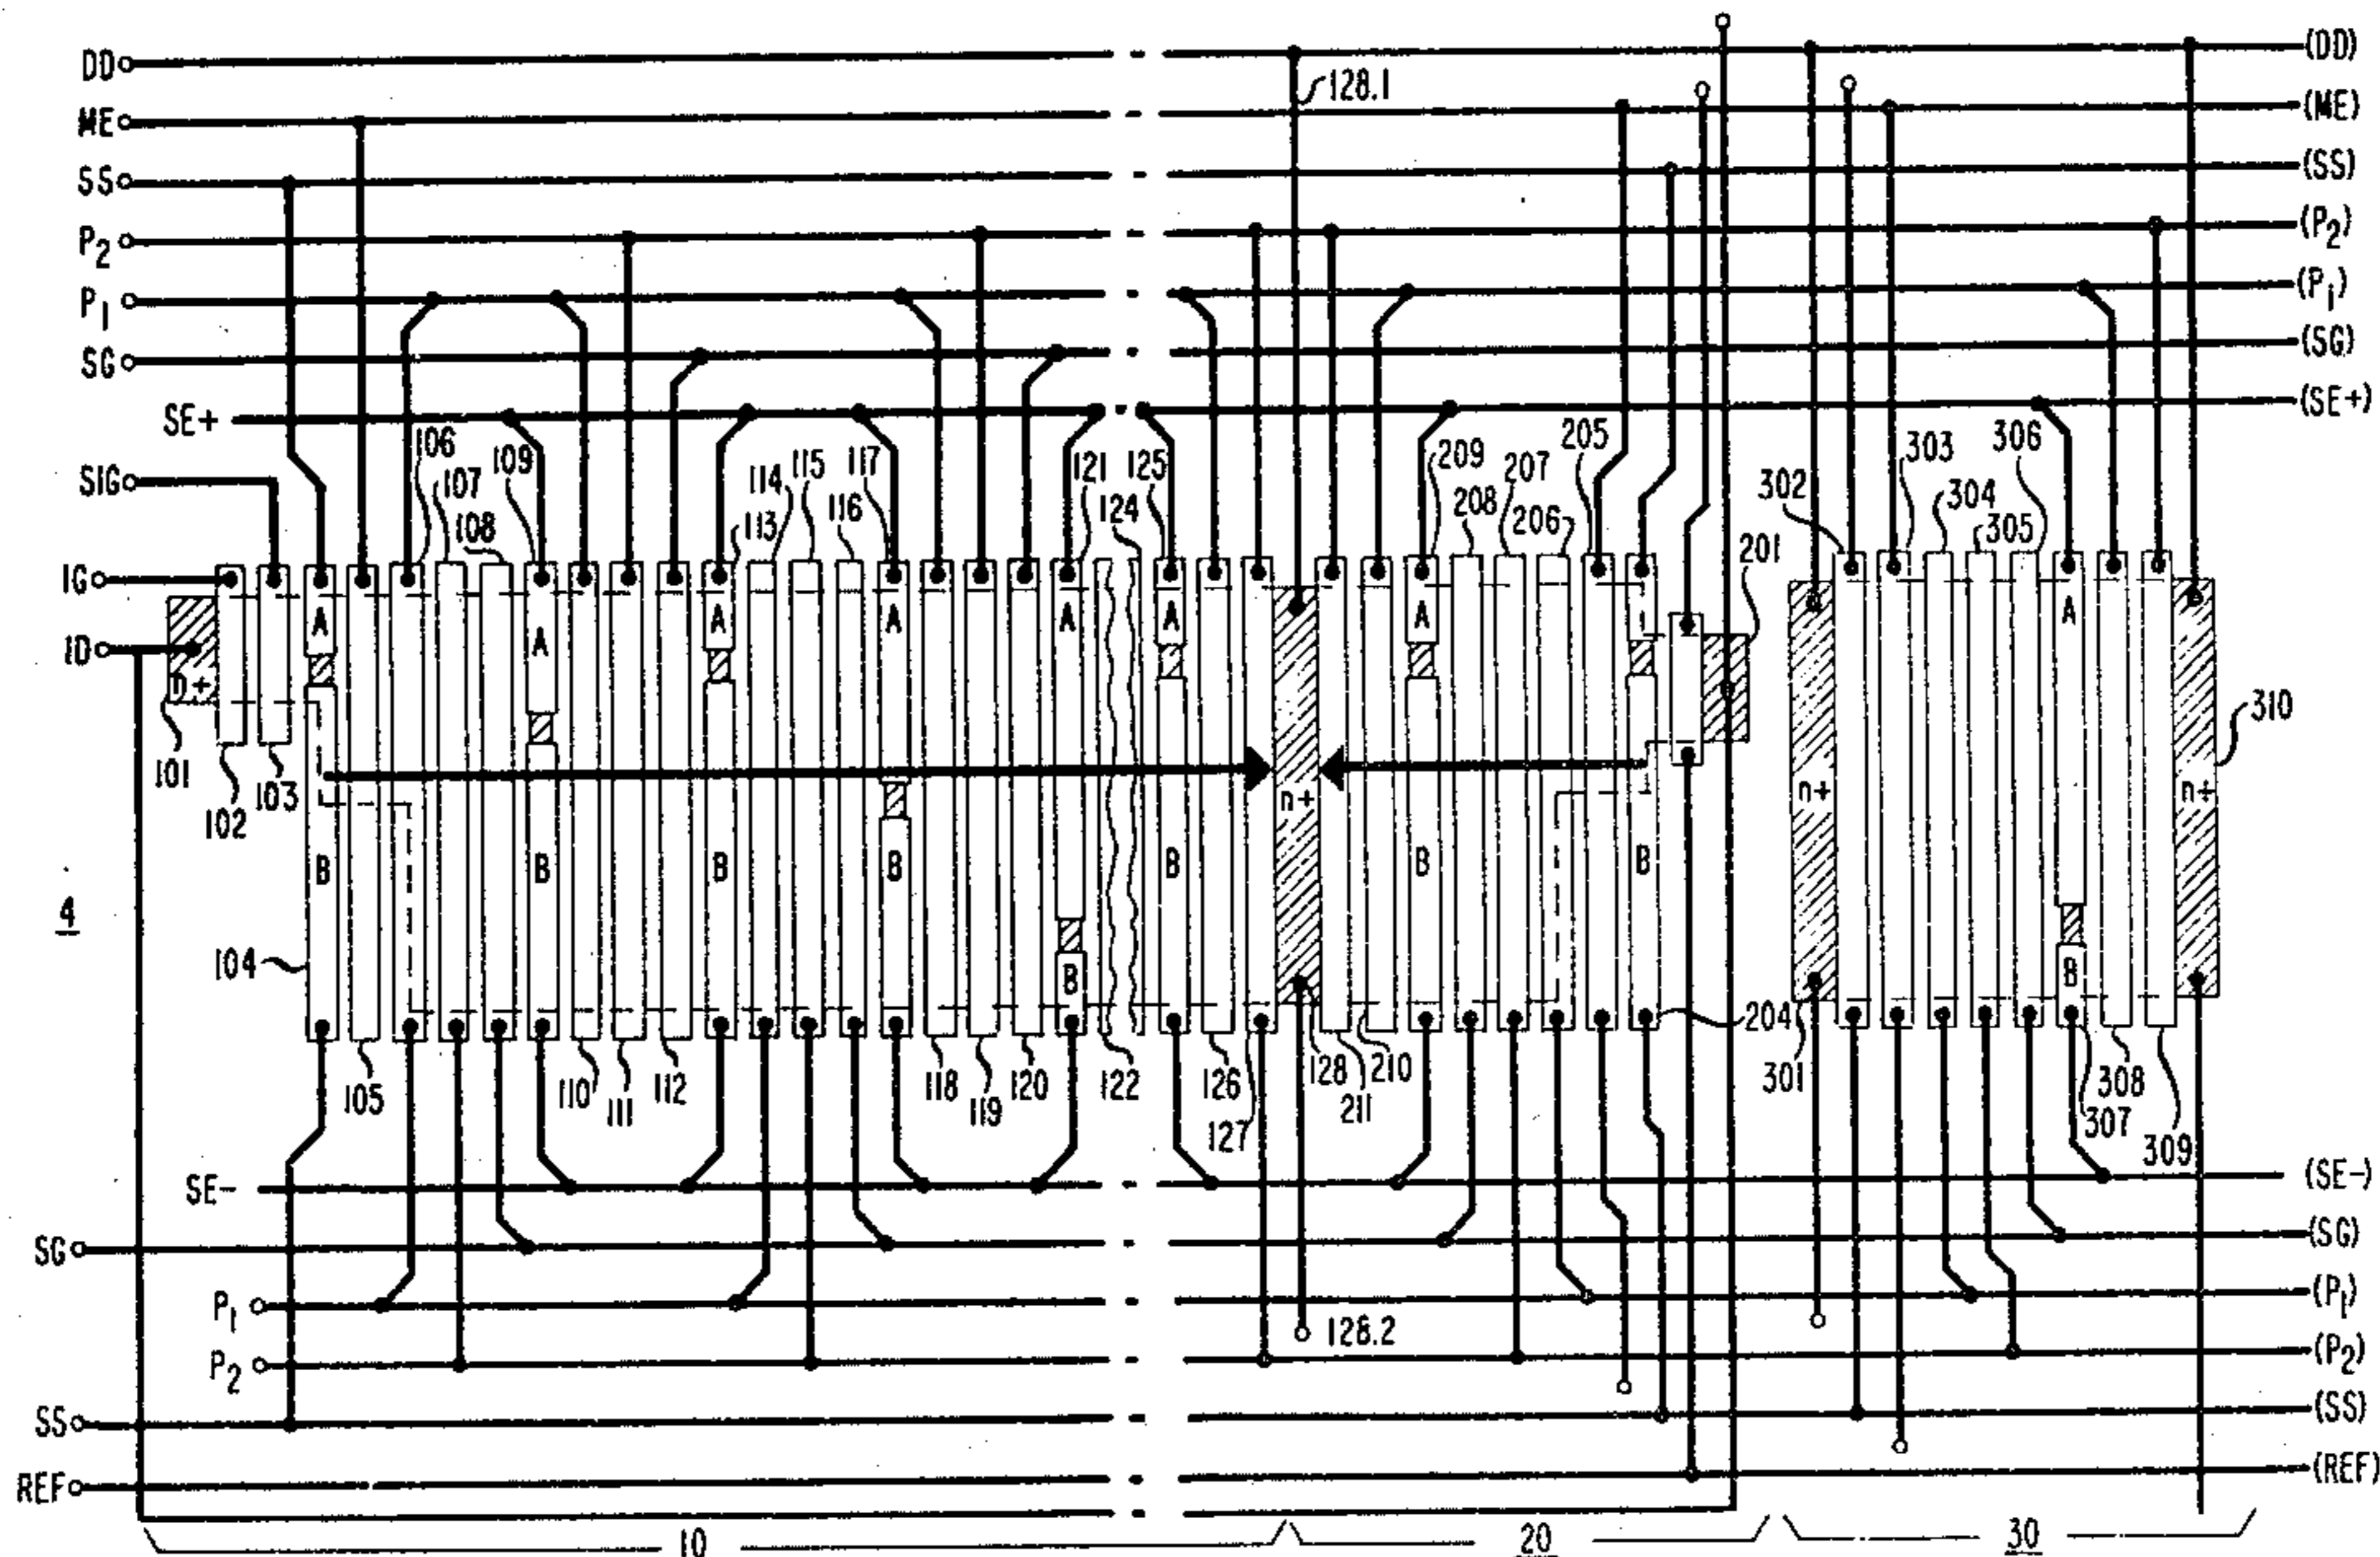 DD (DD)
128.1
ME (ME)
SS (SS)
P2 (P2)
P1 (P1)
SG (SG)
SE+ (SE+)
SIG
106 107 108 109 113 114 115 116 117 121 124 125 209 208 207 206 205 201 302 303 304 305 306
IG
A A A A A A A A
ID
n+
310
101 102 103
n+ n+ n+
B B B B B B B B B
4
104
105 110 111 112 118 119 120 122 126 127 128 211 210 204 301 308 307 309
SE- (SE-)
SG (SG)
P1 (P1)
128.2
P2 (P2)
SS (SS)
REF (REF)
10 20 30